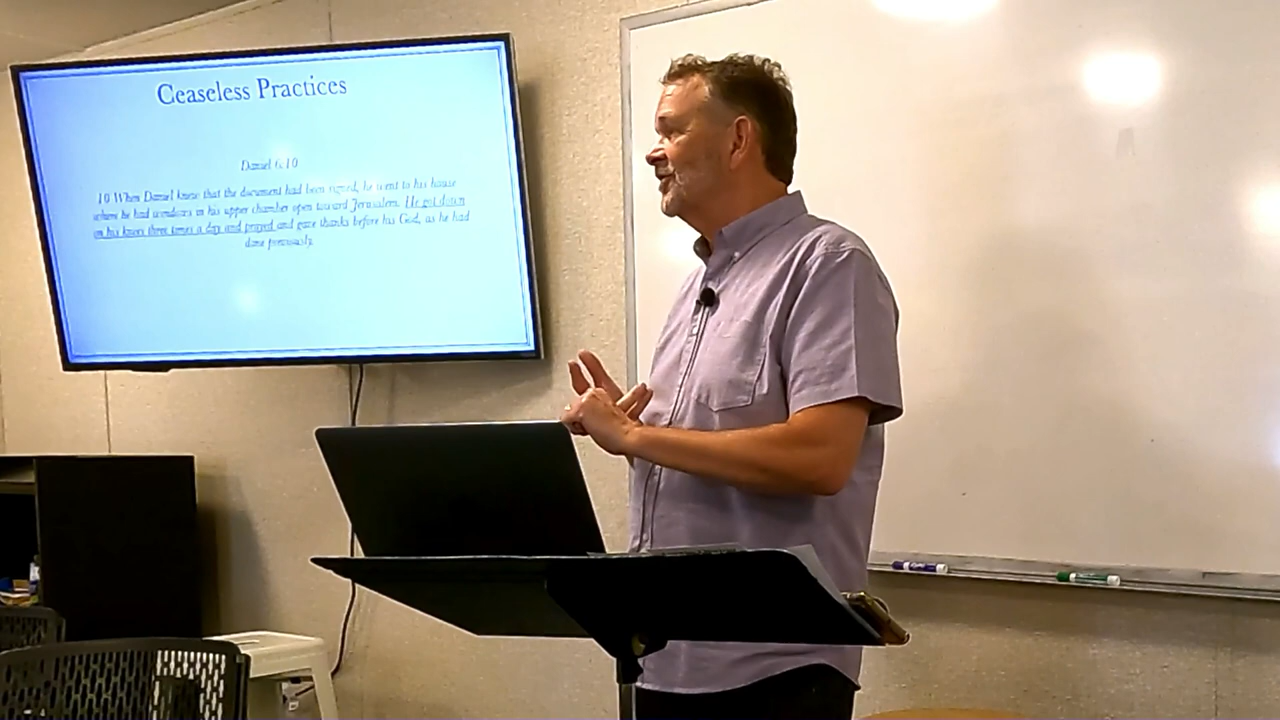 Ceaseless Practices
Daniel 6:10
10 When Daniel knew that the document had been signed, he went to his house
where he had windows in his upper chamber open toward Jerusalem. He got down
on his knees three times a day and prayed and gave thanks before his God, as he had
done previously.